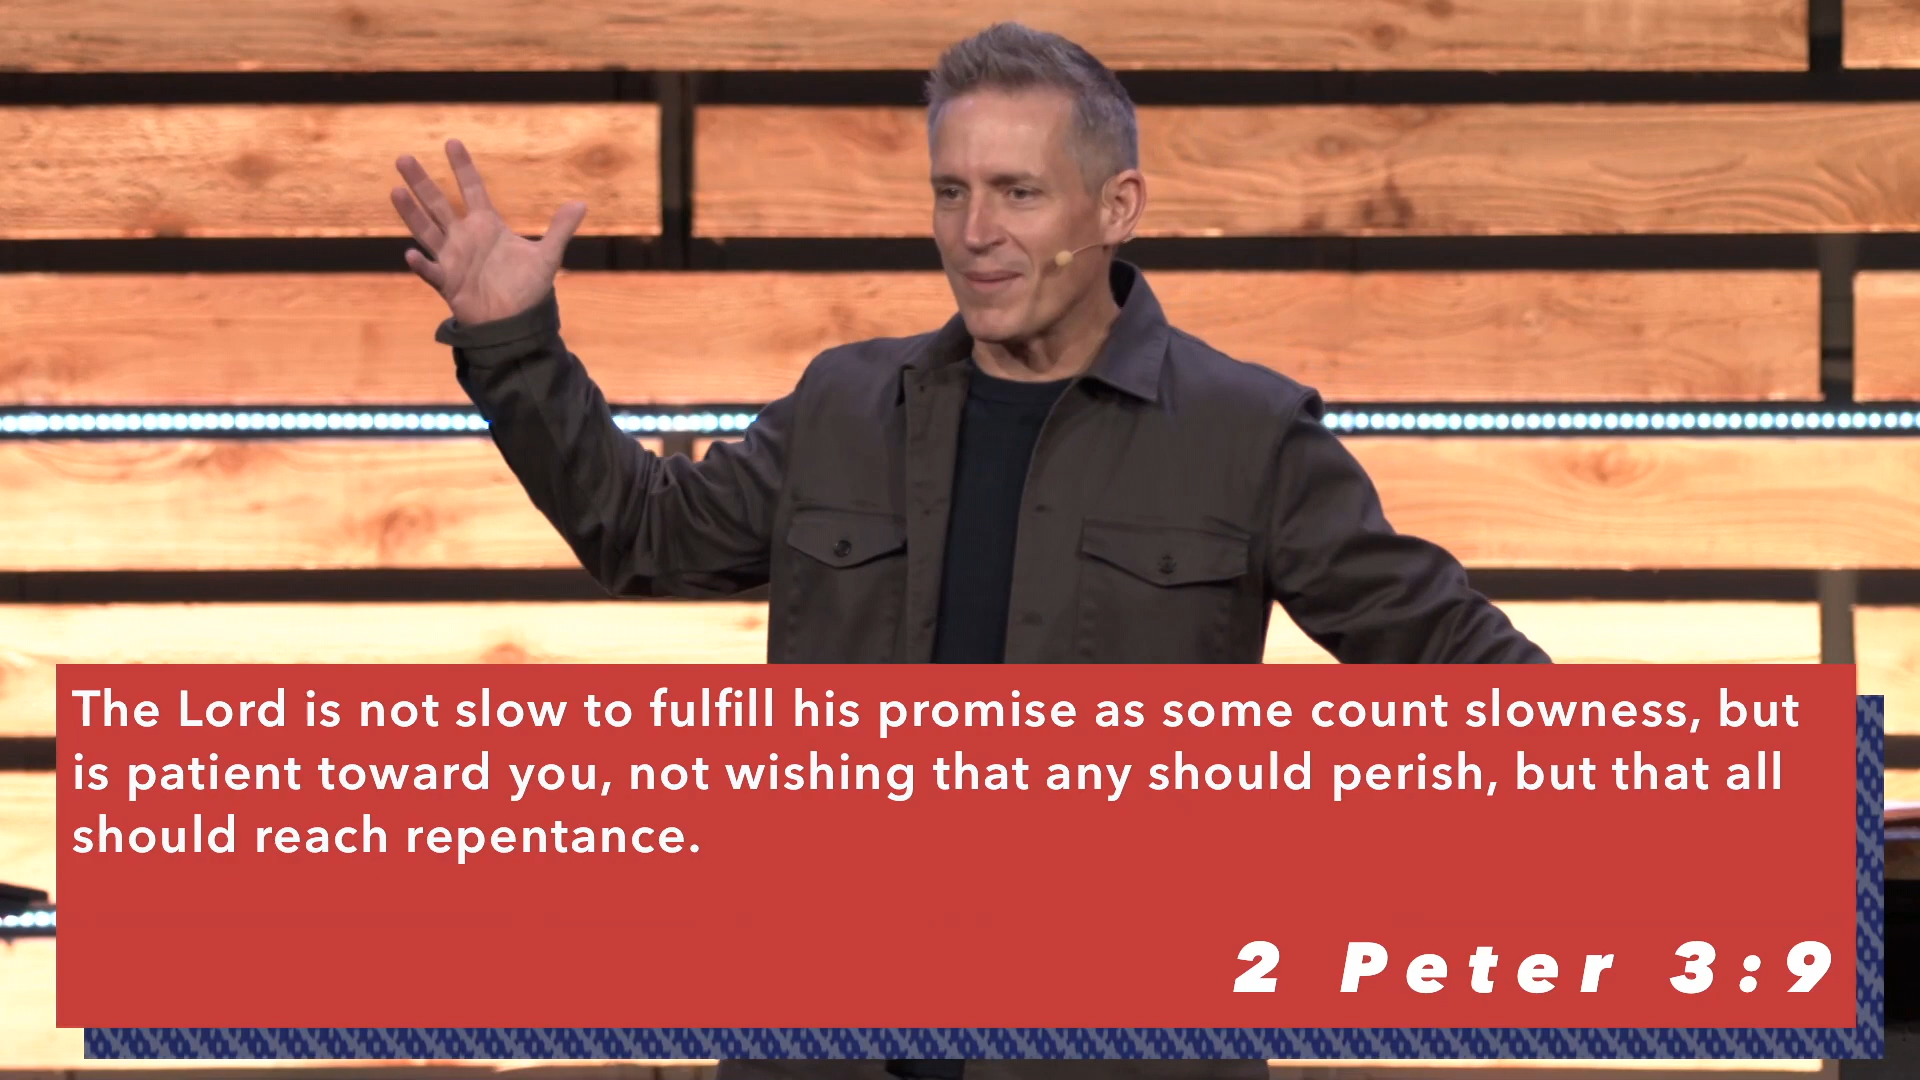 The Lord is not slow to fulfill his promise as some count slowness, but
is patient toward you, not wishing that any should perish, but that all
should reach repentance.
2 Peter 3:9